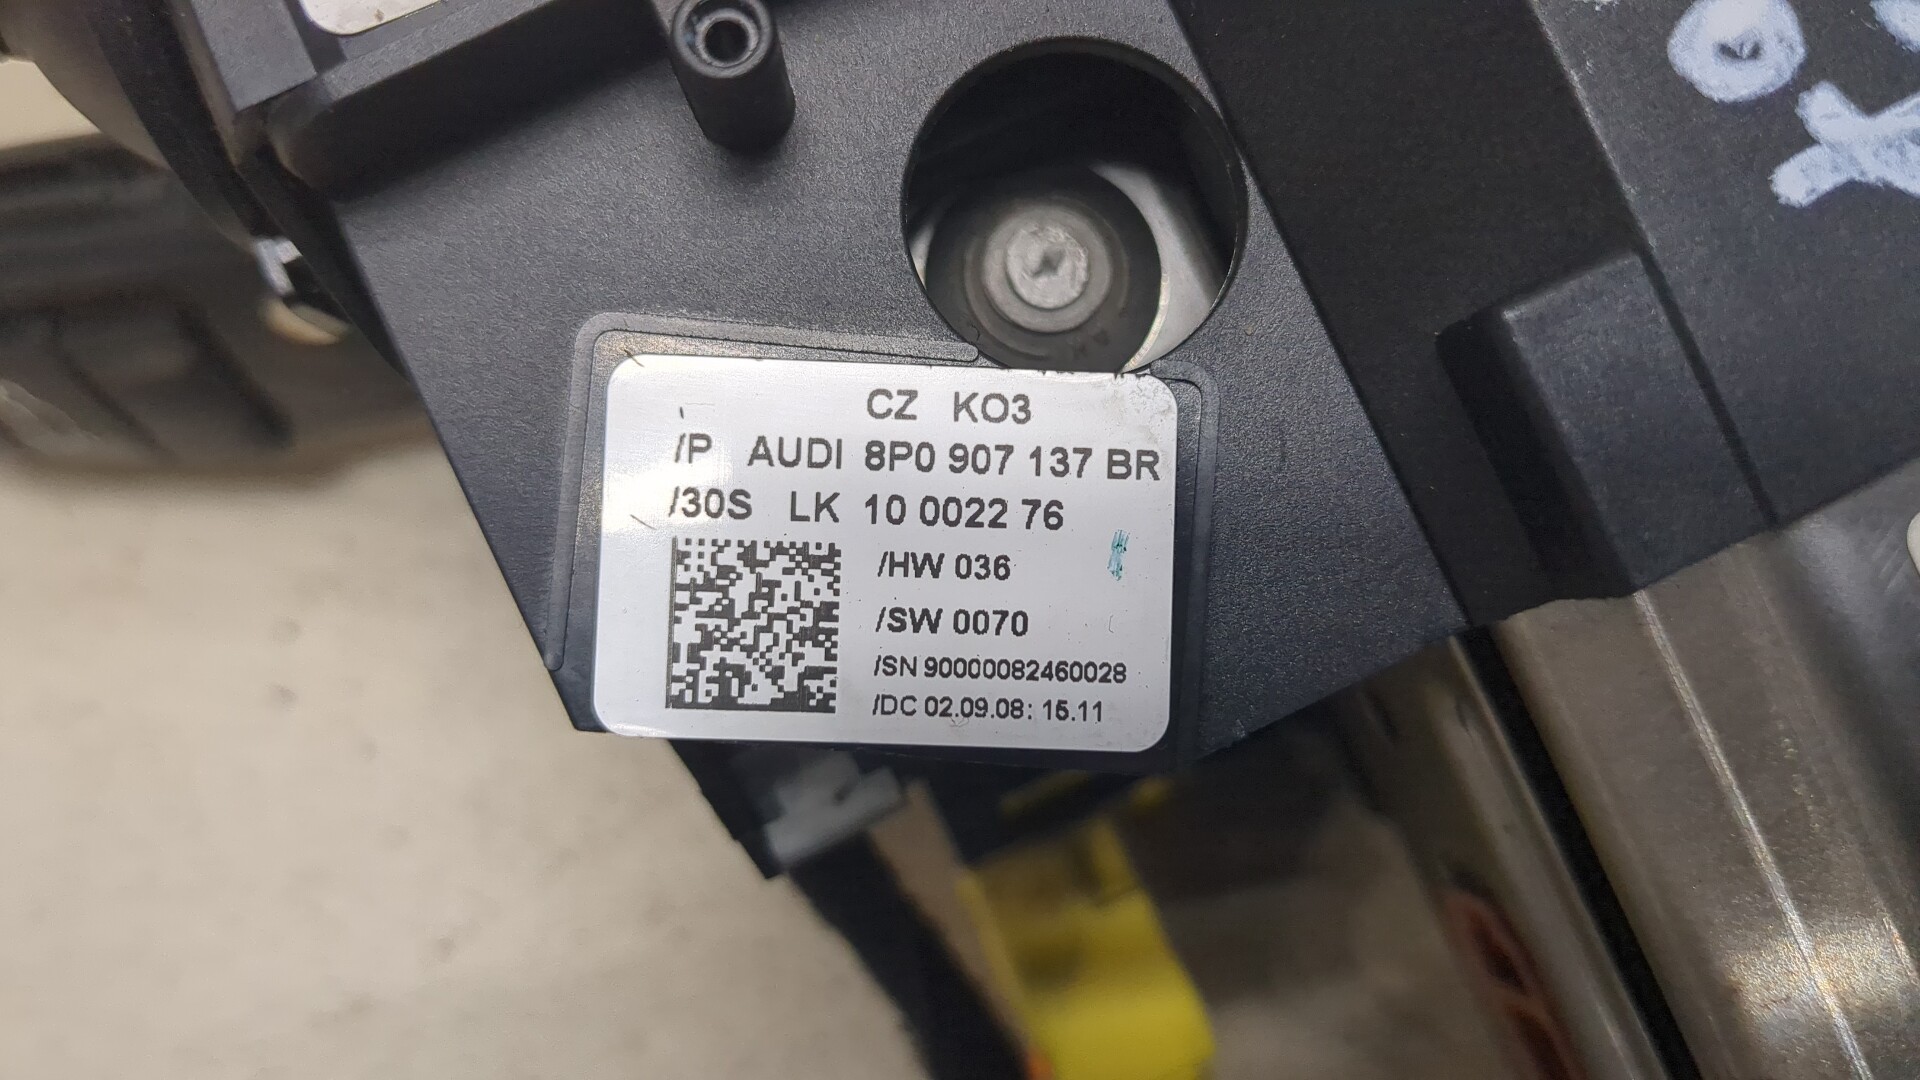 CZ KO3
/P AUDI 8P0 907 137 BR
/30S LK 10 0022 76
/HW 036
/SW 0070
/SN 90000082460028
/DC 02.09.08: 15.11